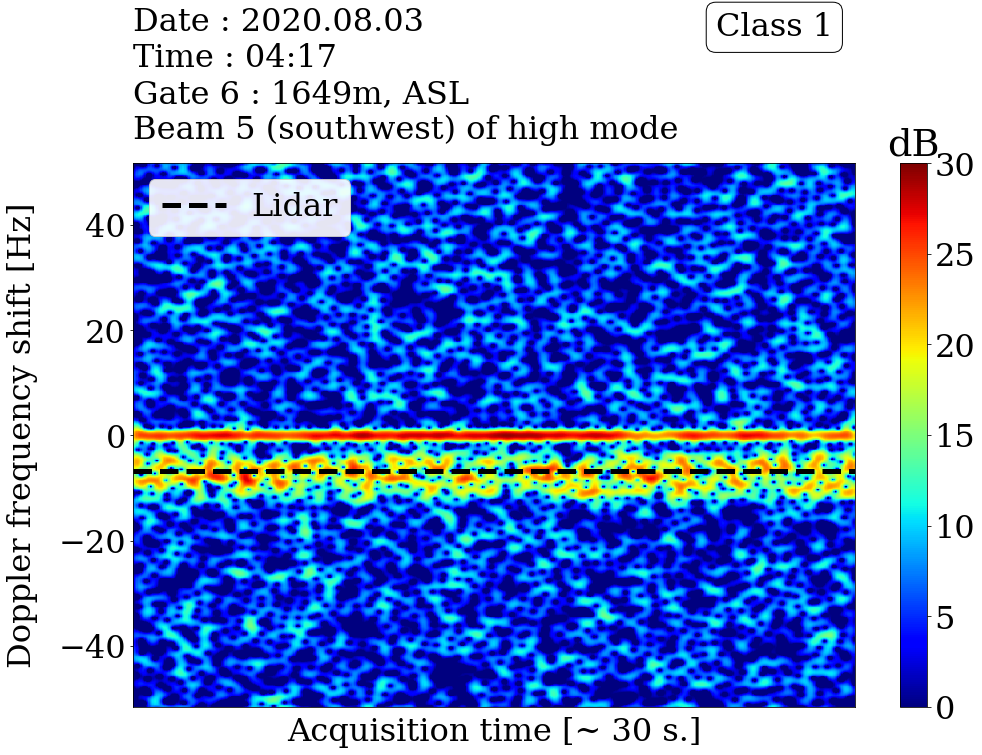 Date : 2020.08.03
Time : 04:17
Gate 6 : 1649m, ASL
Beam 5 (southwest) of high mode
Class 1
dB
Lidar
Doppler frequency shift [Hz]
40
20
0
−20
−40
30
25
20
15
10
5
0
Acquisition time [~ 30 s.]